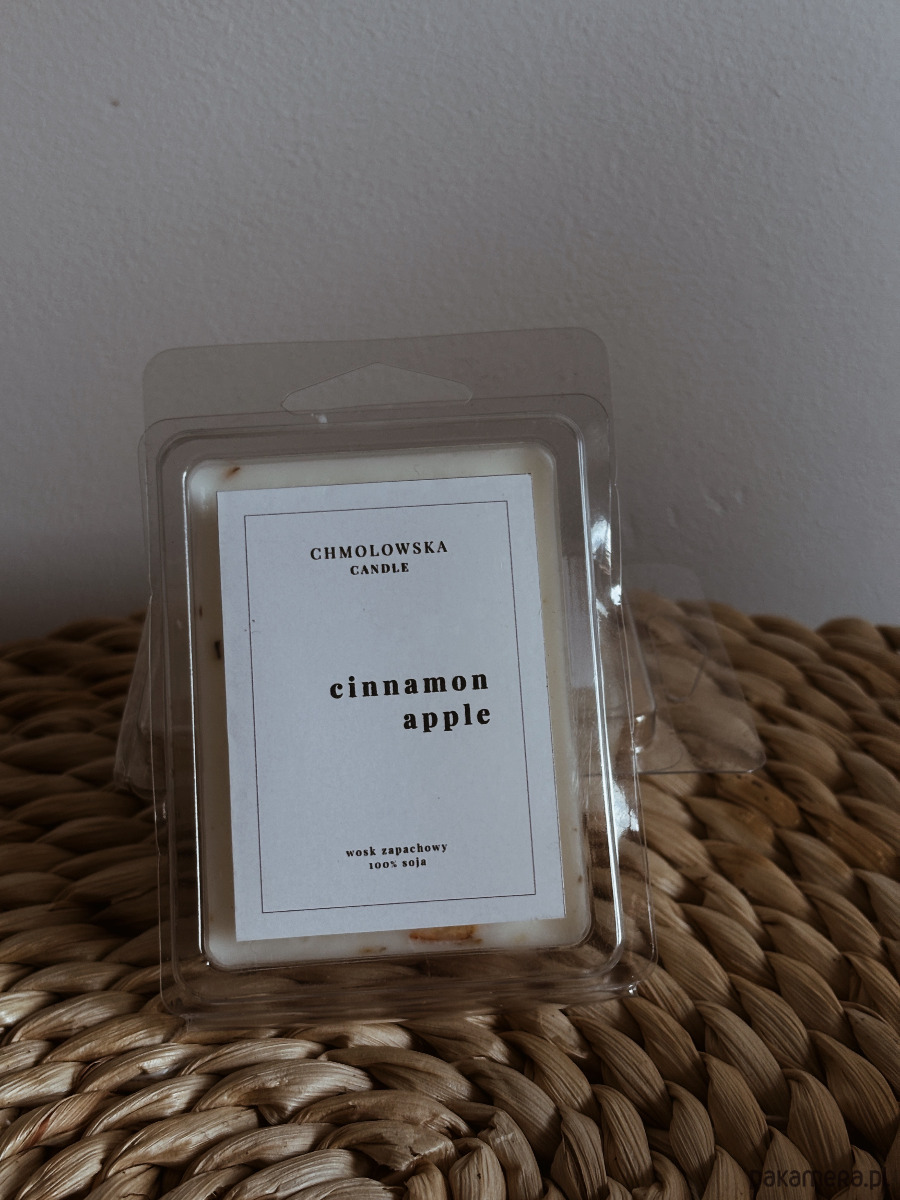 CHMOLOWSKA
CANDLE
cinnamon
apple
wosk zapachowy
100% soja
pakamera.pl